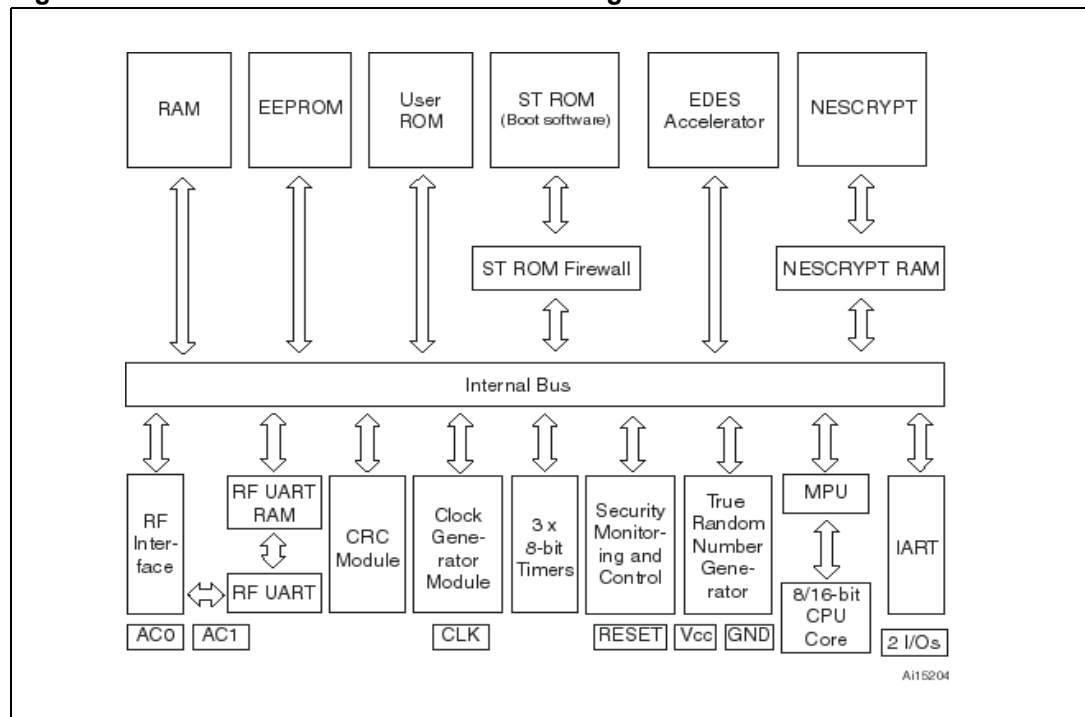 RAM
EEPROM
User
ROM
ST ROM
(Boot software)
EDES
Accelerator
NESCRYPT
ST ROM Firewall
NESCRYPT RAM
Internal Bus
RF
Inter-
face
RF UART
RAM
RF UART
CRC
Module
Clock
Gene-
rator
Module
3 x
8-bit
Timers
Security
Monitor-
ing and
Control
True
Random
Number
Gene-
rator
MPU
8/16-bit
CPU
Core
IART
AC0
AC1
CLK
RESET
Vcc
GND
2 I/Os
Ai15204